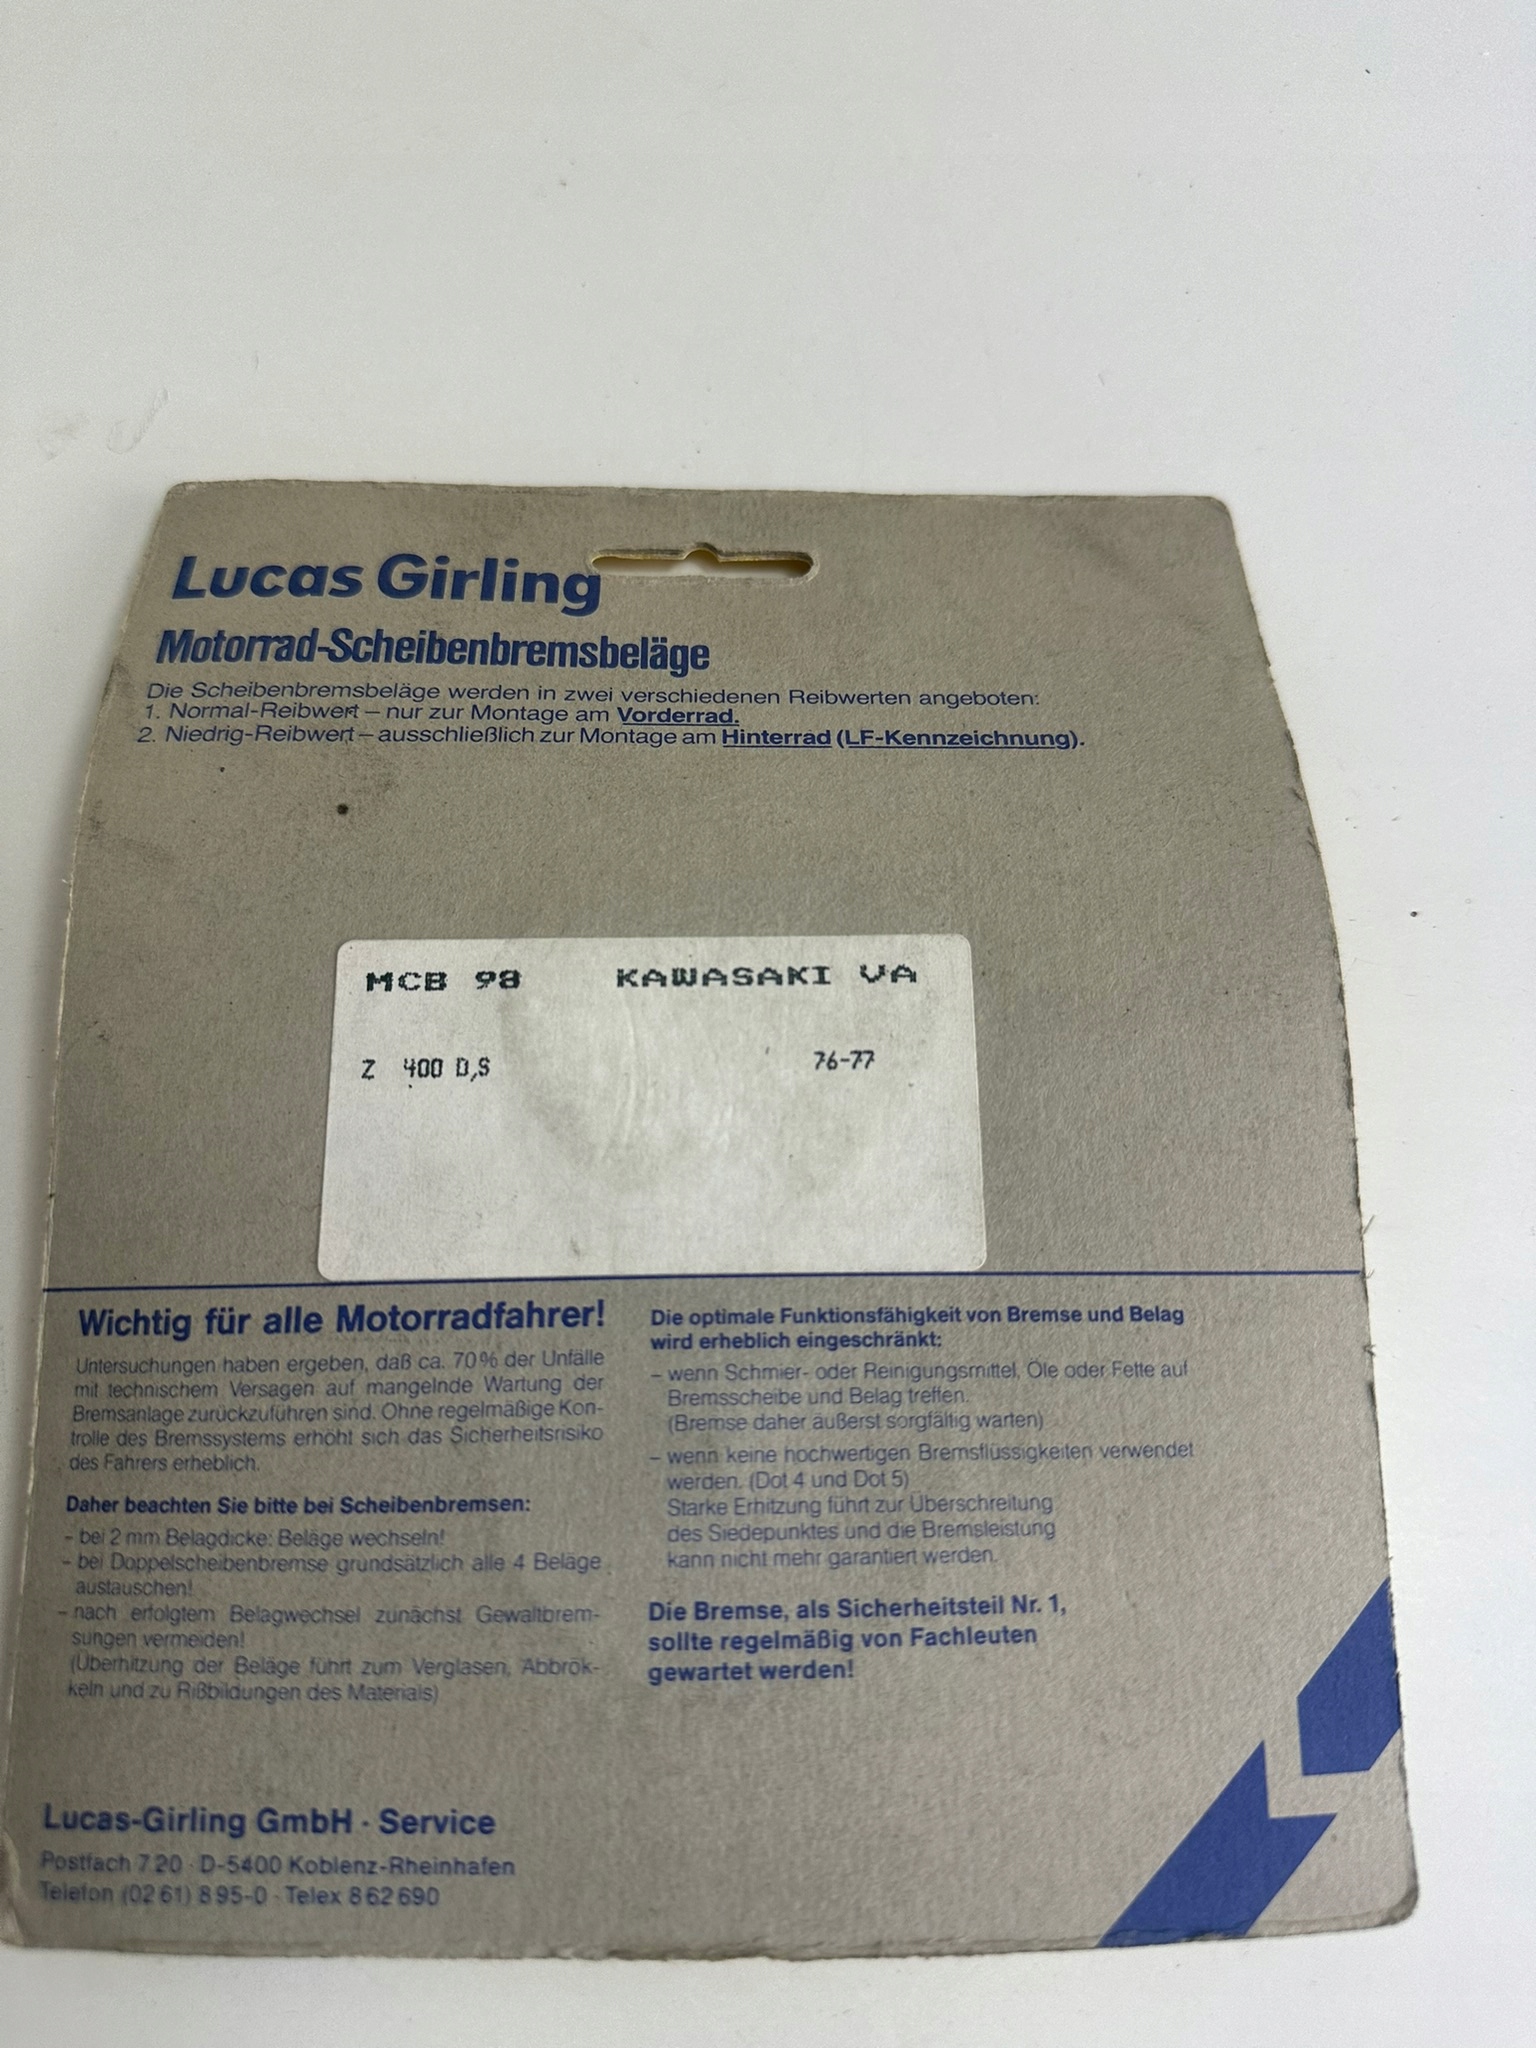 Lucas Girling
Motorrad-Scheibenbremsbeläge
Die Scheibenbremsbeläge werden in zwei verschiedenen Reibwerten angeboten:
1. Normal-Reibwert – nur zur Montage am Vorderrad.
2. Niedrig-Reibwert – ausschließlich zur Montage am Hinterrad (LF-Kennzeichnung).
MCB 98 KAWASAKI VA
Z 400 D,S 76-77
Wichtig für alle Motorradfahrer!
Untersuchungen haben ergeben, daß ca. 70% der Unfälle
mit technischem Versagen auf mangelnde Wartung der
Bremsanlage zurückzuführen sind. Ohne regelmäßige Kon-
trolle des Bremssystems erhöht sich das Sicherheitsrisiko
des Fahrers erheblich.
Daher beachten Sie bitte bei Scheibenbremsen:
– bei 2 mm Belagdicke: Beläge wechseln!
– bei Doppelscheibenbremse grundsätzlich alle 4 Beläge
austauschen!
– nach erfolgtem Belagwechsel zunächst Gewaltbrem-
sungen vermeiden!
(Überhitzung der Beläge führt zum Verglasen, Abbrök-
keln und zu Rißbildungen des Materials)
Die optimale Funktionsfähigkeit von Bremse und Belag
wird erheblich eingeschränkt:
– wenn Schmier- oder Reinigungsmittel, Öle oder Fette auf
Bremsscheibe und Belag treffen.
(Bremse daher äußerst sorgfältig warten)
– wenn keine hochwertigen Bremsflüssigkeiten verwendet
werden. (Dot 4 und Dot 5)
Starke Erhitzung führt zur Überschreitung
des Siedepunktes und die Bremsleistung
kann nicht mehr garantiert werden.
Die Bremse, als Sicherheitsteil Nr. 1,
sollte regelmäßig von Fachleuten
gewartet werden!
Lucas-Girling GmbH · Service
Postfach 7 20 · D-5400 Koblenz-Rheinhafen
Telefon (02 61) 8 95-0 · Telex 8 62 690